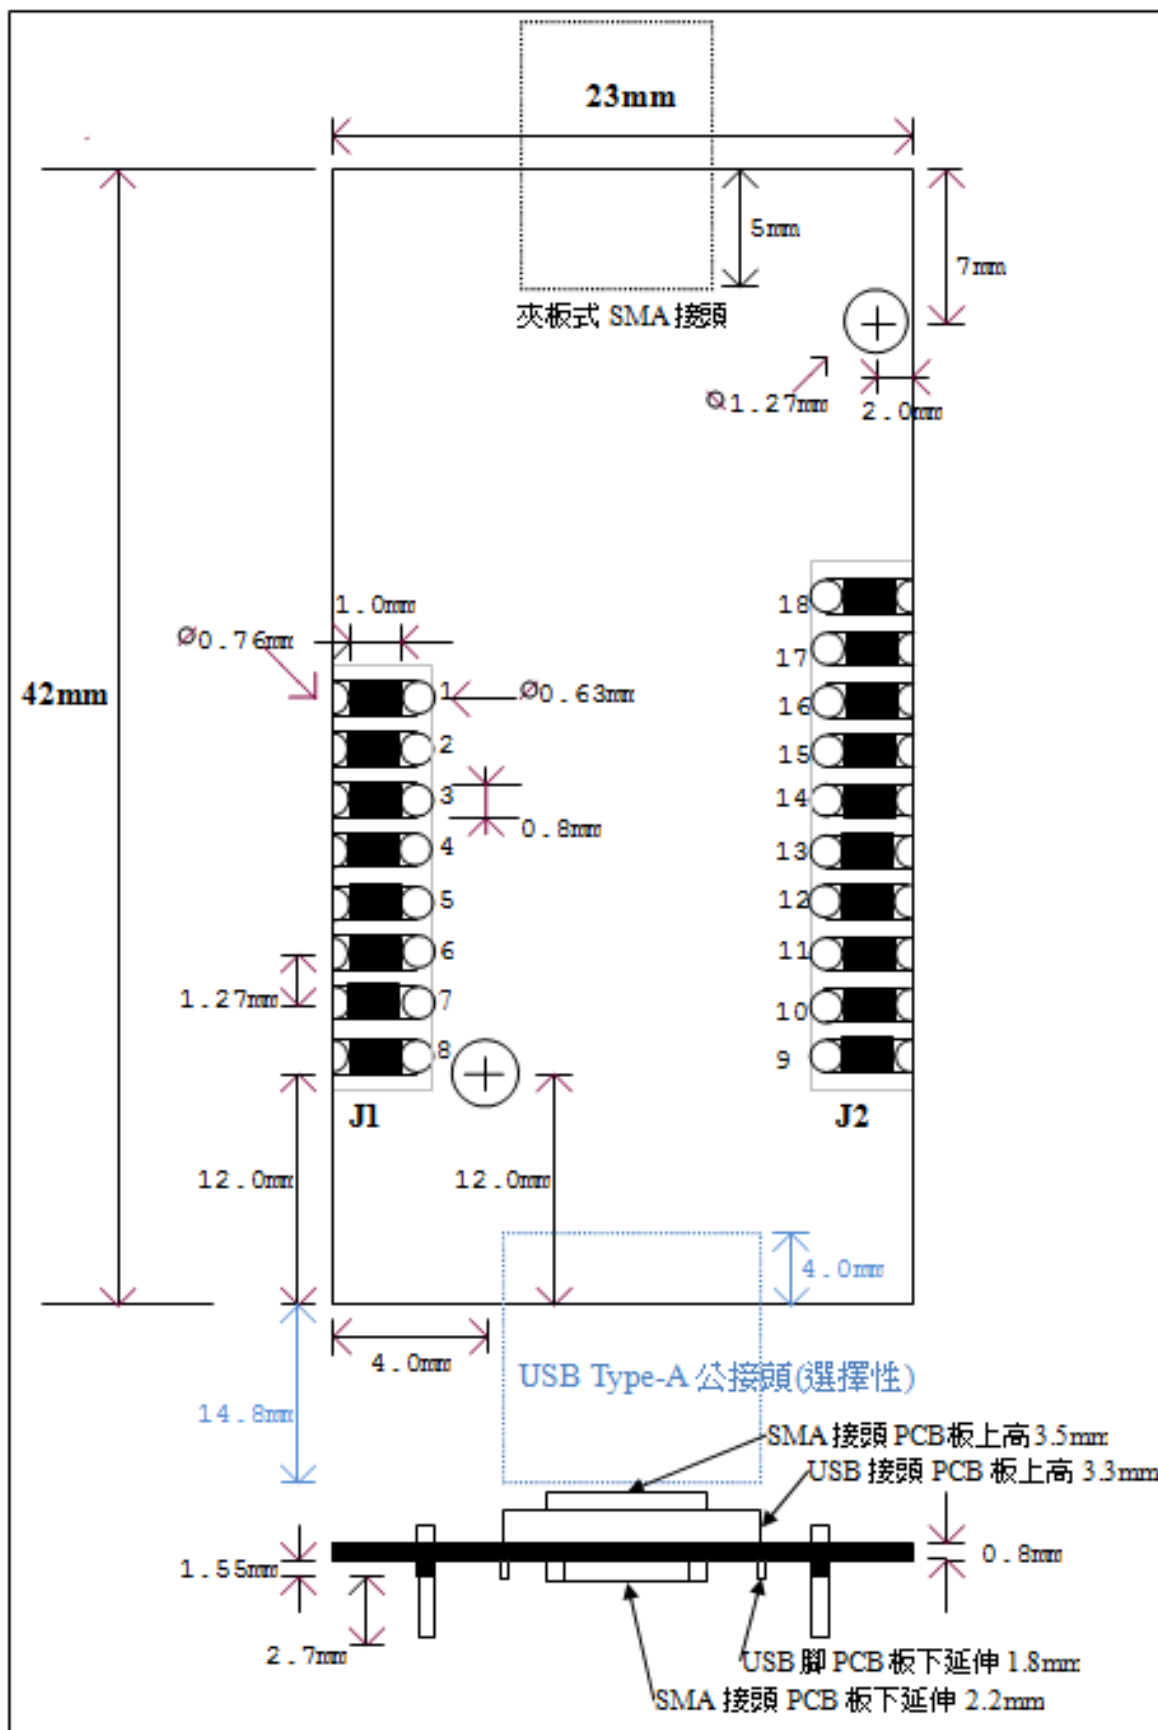 23mm
5mm
7mm
夾板式 SMA 接頭
Ø1.27mm
2.0mm
1.0mm
Ø0.76mm
42mm
Ø0.63mm
0.8mm
1
2
3
4
5
6
7
8
18
17
16
15
14
13
12
11
10
9
1.27mm
J1
J2
12.0mm
12.0mm
4.0mm
4.0mm
USB Type-A 公接頭(選擇性)
14.8mm
SMA 接頭 PCB 板上高 3.5mm
USB 接頭 PCB 板上高 3.3mm
1.55mm
0.8mm
2.7mm
USB 腳 PCB 板下延伸 1.8mm
SMA 接頭 PCB 板下延伸 2.2mm